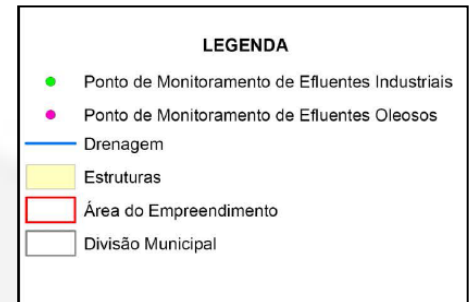 LEGENDA
Ponto de Monitoramento de Efluentes Industriais
Ponto de Monitoramento de Efluentes Oleosos
Drenagem
Estruturas
Área do Empreendimento
Divisão Municipal